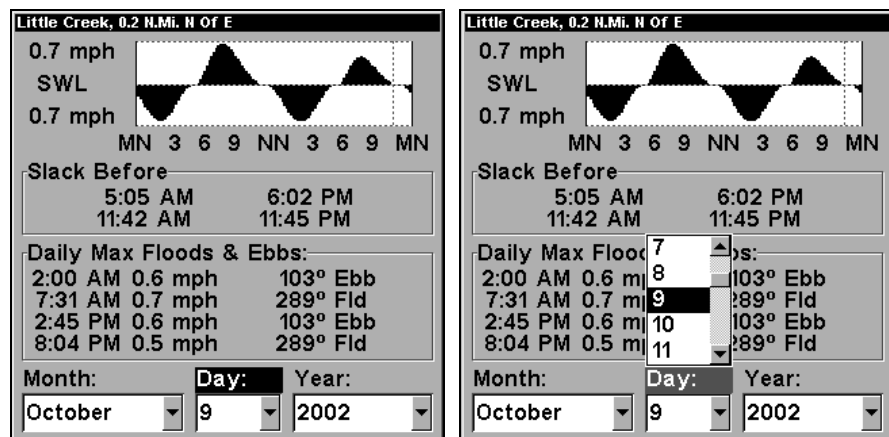 Little Creek, 0.2 N.Mi. N Of E
0.7 mph
SWL
0.7 mph
MN 3 6 9 NN 3 6 9 MN
Slack Before
5:05 AM 6:02 PM
11:42 AM 11:45 PM
Daily Max Floods & Ebbs:
2:00 AM 0.6 mph 103º Ebb
7:31 AM 0.7 mph 289º Fld
2:45 PM 0.6 mph 103º Ebb
8:04 PM 0.5 mph 289º Fld
Month: Day: Year:
October 9 2002
Little Creek, 0.2 N.Mi. N Of E
0.7 mph
SWL
0.7 mph
MN 3 6 9 NN 3 6 9 MN
Slack Before
5:05 AM 6:02 PM
11:42 AM 11:45 PM
Daily Max Floo 7 bs:
8
2:00 AM 0.6 m 103º Ebb
7:31 AM 0.7 m 9 289º Fld
2:45 PM 0.6 m 10 103º Ebb
8:04 PM 0.5 m 11 289º Fld
Month: Day: Year:
October 9 2002